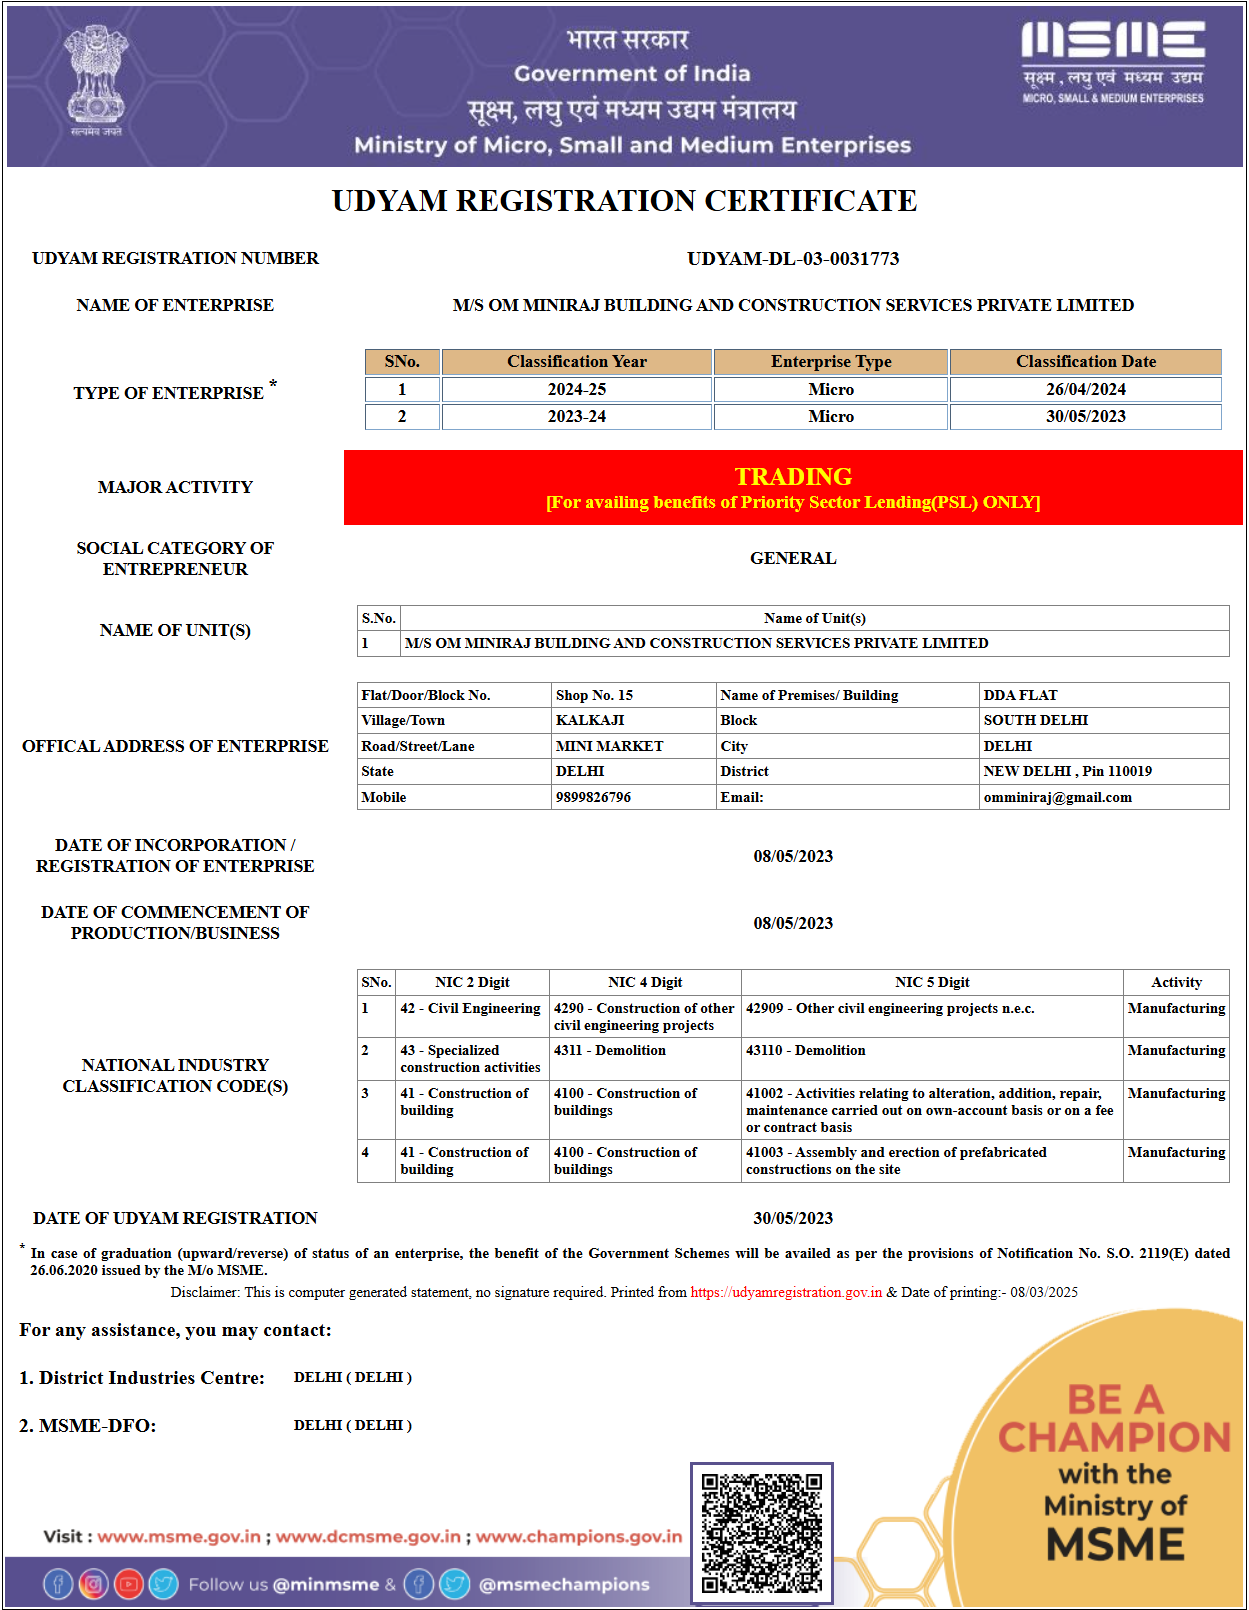 भारत सरकार
Government of India
सूक्ष्म, लघु एवं मध्यम उद्यम मंत्रालय
Ministry of Micro, Small and Medium Enterprises
सत्यमेव जयते
MSME
सूक्ष्म, लघु एवं मध्यम उद्यम
MICRO, SMALL & MEDIUM ENTERPRISES
UDYAM REGISTRATION CERTIFICATE
UDYAM REGISTRATION NUMBER UDYAM-DL-03-0031773
NAME OF ENTERPRISE M/S OM MINIRAJ BUILDING AND CONSTRUCTION SERVICES PRIVATE LIMITED
TYPE OF ENTERPRISE *
SNo. Classification Year Enterprise Type Classification Date
1 2024-25 Micro 26/04/2024
2 2023-24 Micro 30/05/2023
MAJOR ACTIVITY
TRADING
[For availing benefits of Priority Sector Lending(PSL) ONLY]
SOCIAL CATEGORY OF
ENTREPRENEUR
GENERAL
NAME OF UNIT(S)
S.No. Name of Unit(s)
1 M/S OM MINIRAJ BUILDING AND CONSTRUCTION SERVICES PRIVATE LIMITED
OFFICAL ADDRESS OF ENTERPRISE
Flat/Door/Block No. Shop No. 15 Name of Premises/ Building DDA FLAT
Village/Town KALKAJI Block SOUTH DELHI
Road/Street/Lane MINI MARKET City DELHI
State DELHI District NEW DELHI , Pin 110019
Mobile 9899826796 Email: omminiraj@gmail.com
DATE OF INCORPORATION /
REGISTRATION OF ENTERPRISE
08/05/2023
DATE OF COMMENCEMENT OF
PRODUCTION/BUSINESS
08/05/2023
NATIONAL INDUSTRY
CLASSIFICATION CODE(S)
SNo. NIC 2 Digit NIC 4 Digit NIC 5 Digit Activity
1 42 - Civil Engineering 4290 - Construction of other 42909 - Other civil engineering projects n.e.c. Manufacturing
civil engineering projects
2 43 - Specialized 4311 - Demolition 43110 - Demolition Manufacturing
construction activities
3 41 - Construction of 4100 - Construction of 41002 - Activities relating to alteration, addition, repair, Manufacturing
building buildings maintenance carried out on own-account basis or on a fee
or contract basis
4 41 - Construction of 4100 - Construction of 41003 - Assembly and erection of prefabricated Manufacturing
building buildings constructions on the site
DATE OF UDYAM REGISTRATION 30/05/2023
* In case of graduation (upward/reverse) of status of an enterprise, the benefit of the Government Schemes will be availed as per the provisions of Notification No. S.O. 2119(E) dated
26.06.2020 issued by the M/o MSME.
Disclaimer: This is computer generated statement, no signature required. Printed from https://udyamregistration.gov.in & Date of printing:- 08/03/2025
For any assistance, you may contact:
1. District Industries Centre: DELHI ( DELHI )
2. MSME-DFO: DELHI ( DELHI )
BE A
CHAMPION
with the
Ministry of
MSME
Visit : www.msme.gov.in ; www.dcmsme.gov.in ; www.champions.gov.in
Follow us @minmsme & @msmechampions